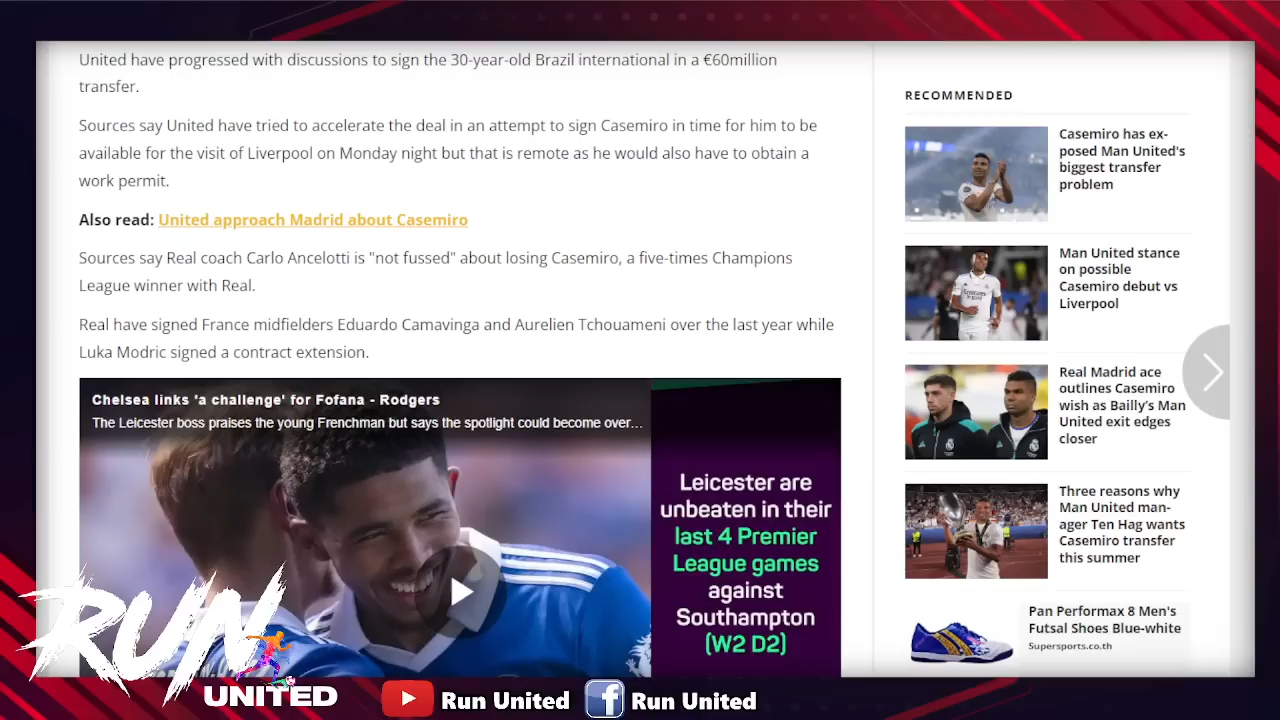 United have progressed with discussions to sign the 30-year-old Brazil international in a €60million
transfer.
Sources say United have tried to accelerate the deal in an attempt to sign Casemiro in time for him to be
available for the visit of Liverpool on Monday night but that is remote as he would also have to obtain a
work permit.
Also read: United approach Madrid about Casemiro
Sources say Real coach Carlo Ancelotti is "not fussed" about losing Casemiro, a five-times Champions
League winner with Real.
Real have signed France midfielders Eduardo Camavinga and Aurelien Tchouameni over the last year while
Luka Modric signed a contract extension.
Chelsea links 'a challenge' for Fofana - Rodgers
The Leicester boss praises the young Frenchman but says the spotlight could become over...
Leicester are
unbeaten in their
last 4 Premier
League games
against
Southampton
(W2 D2)
RECOMMENDED
Casemiro has ex-
posed Man United's
biggest transfer
problem
Man United stance
on possible
Casemiro debut vs
Liverpool
Real Madrid ace
outlines Casemiro
wish as Bailly's Man
United exit edges
closer
Three reasons why
Man United man-
ager Ten Hag wants
Casemiro transfer
this summer
Pan Performax 8 Men's
Futsal Shoes Blue-white
Supersports.co.th
RUN
UNITED
Run United
Run United